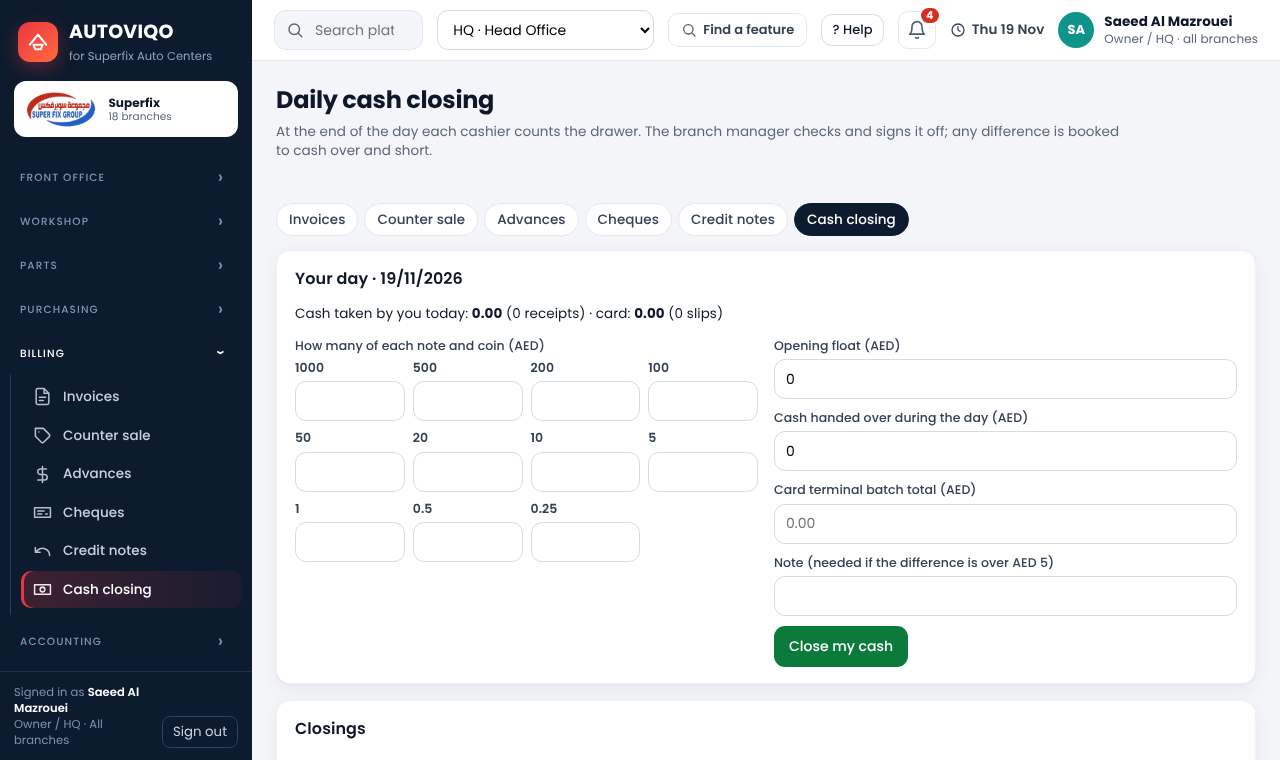 AUTOVIQO
for Superfix Auto Centers
مجموعة سوبر فكس
SUPER FIX GROUP
Superfix
18 branches
FRONT OFFICE
WORKSHOP
PARTS
PURCHASING
BILLING
Invoices
Counter sale
Advances
Cheques
Credit notes
Cash closing
ACCOUNTING
Signed in as Saeed Al
Mazrouei
Owner / HQ · All
branches
Sign out
Search plat
HQ · Head Office
Find a feature
? Help
4
Thu 19 Nov
SA
Saeed Al Mazrouei
Owner / HQ · all branches
Daily cash closing
At the end of the day each cashier counts the drawer. The branch manager checks and signs it off; any difference is booked
to cash over and short.
Invoices Counter sale Advances Cheques Credit notes Cash closing
Your day · 19/11/2026
Cash taken by you today: 0.00 (0 receipts) · card: 0.00 (0 slips)
How many of each note and coin (AED)
1000 500 200 100
50 20 10 5
1 0.5 0.25
Opening float (AED)
0
Cash handed over during the day (AED)
0
Card terminal batch total (AED)
0.00
Note (needed if the difference is over AED 5)
Close my cash
Closings